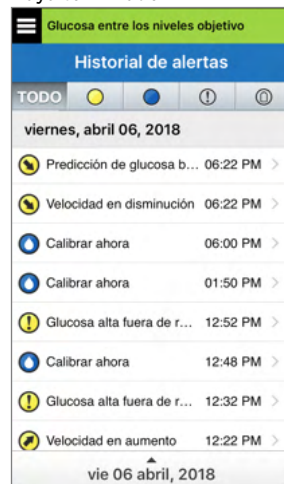 Glucosa entre los niveles objetivo
Historial de alertas
TODO
viernes, abril 06, 2018
Predicción de glucosa b... 06:22 PM
Velocidad en disminución 06:22 PM
Calibrar ahora 06:00 PM
Calibrar ahora 01:50 PM
Glucosa alta fuera de r... 12:52 PM
Calibrar ahora 12:48 PM
Glucosa alta fuera de r... 12:32 PM
Velocidad en aumento 12:22 PM
vie 06 abril, 2018